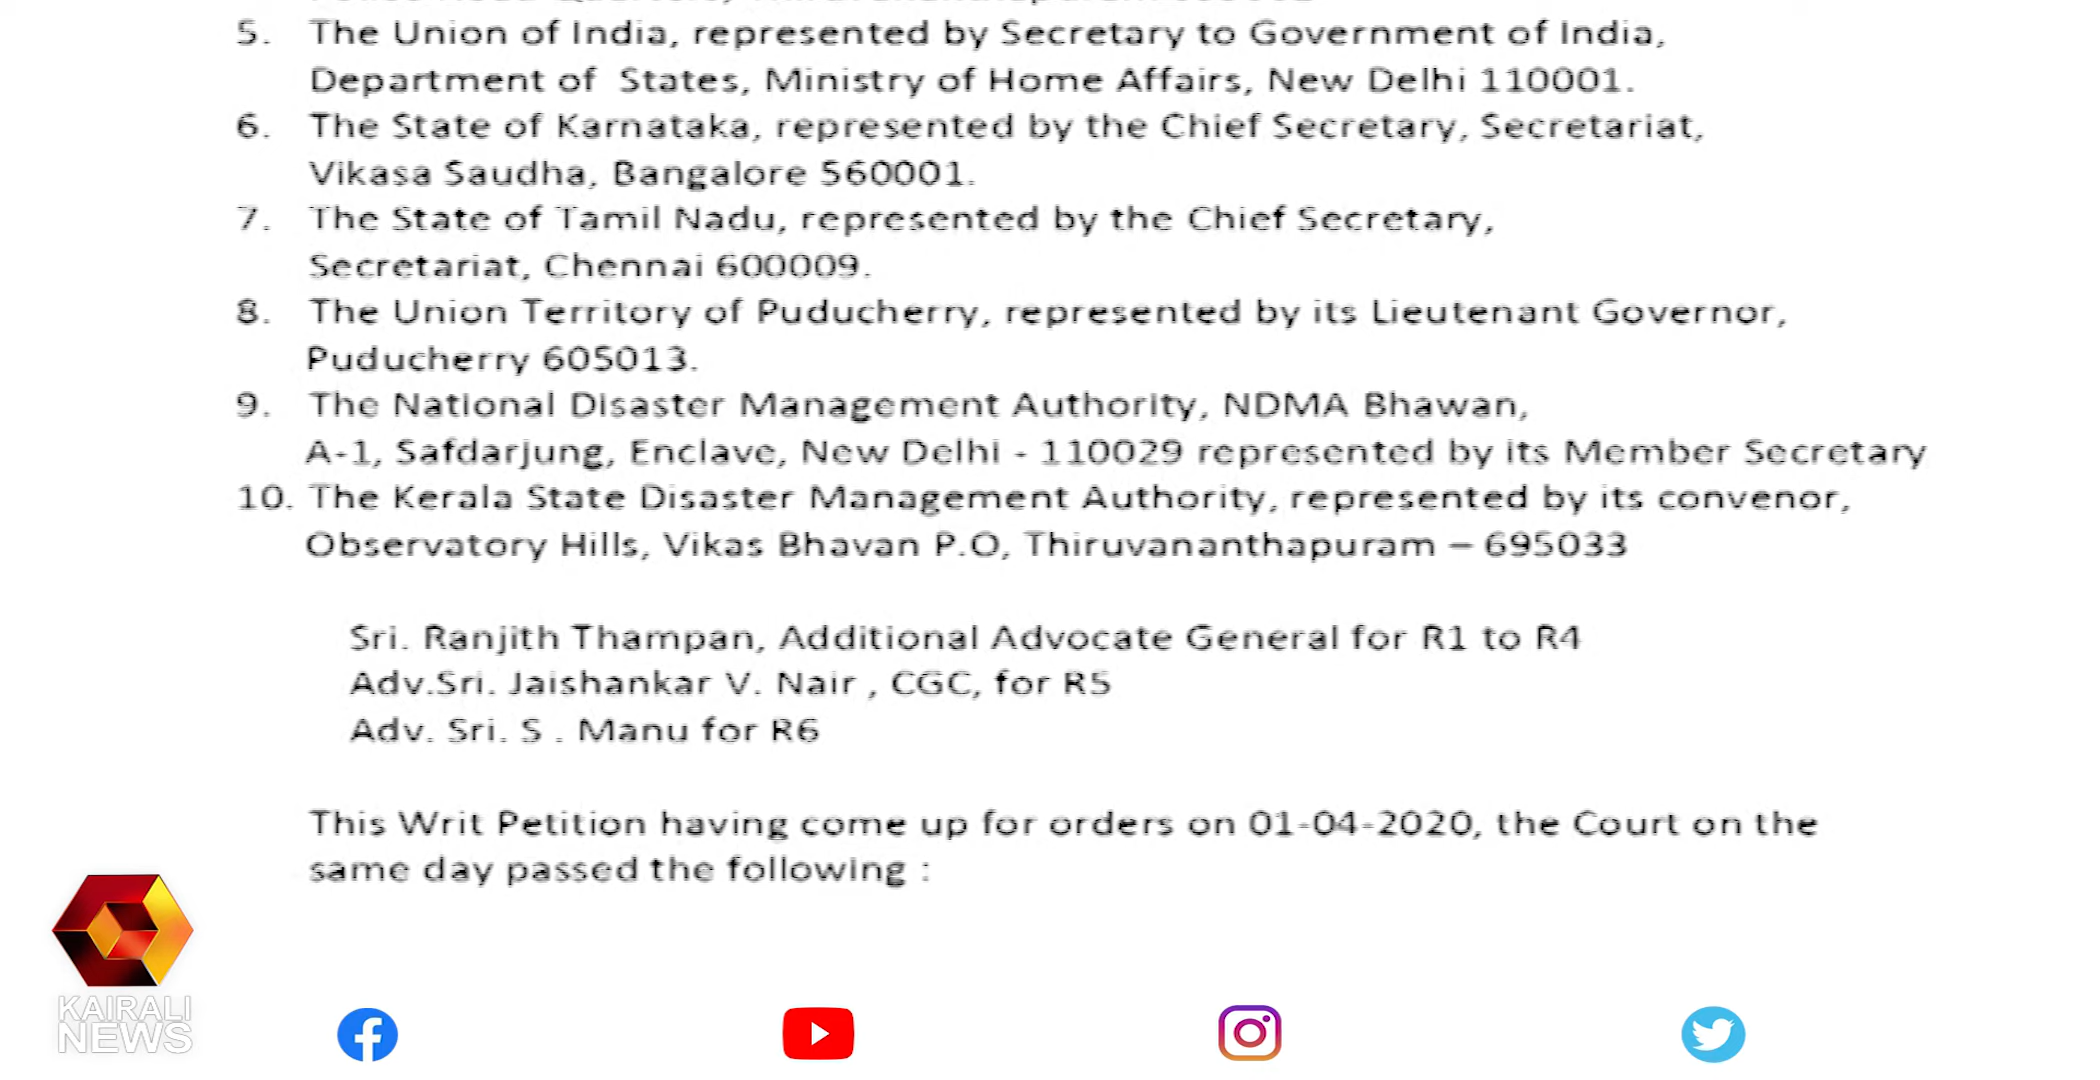 5. The Union of India, represented by Secretary to Government of India,
Department of States, Ministry of Home Affairs, New Delhi 110001.
6. The State of Karnataka, represented by the Chief Secretary, Secretariat,
Vikasa Saudha, Bangalore 560001.
7. The State of Tamil Nadu, represented by the Chief Secretary,
Secretariat, Chennai 600009.
8. The Union Territory of Puducherry, represented by its Lieutenant Governor,
Puducherry 605013.
9. The National Disaster Management Authority, NDMA Bhawan,
A-1, Safdarjung, Enclave, New Delhi - 110029 represented by its Member Secretary
10. The Kerala State Disaster Management Authority, represented by its convenor,
Observatory Hills, Vikas Bhavan P.O, Thiruvananthapuram – 695033
Sri. Ranjith Thampan, Additional Advocate General for R1 to R4
Adv.Sri. Jaishankar V. Nair , CGC, for R5
Adv. Sri. S . Manu for R6
This Writ Petition having come up for orders on 01-04-2020, the Court on the
same day passed the following :
KAIRALI
NEWS